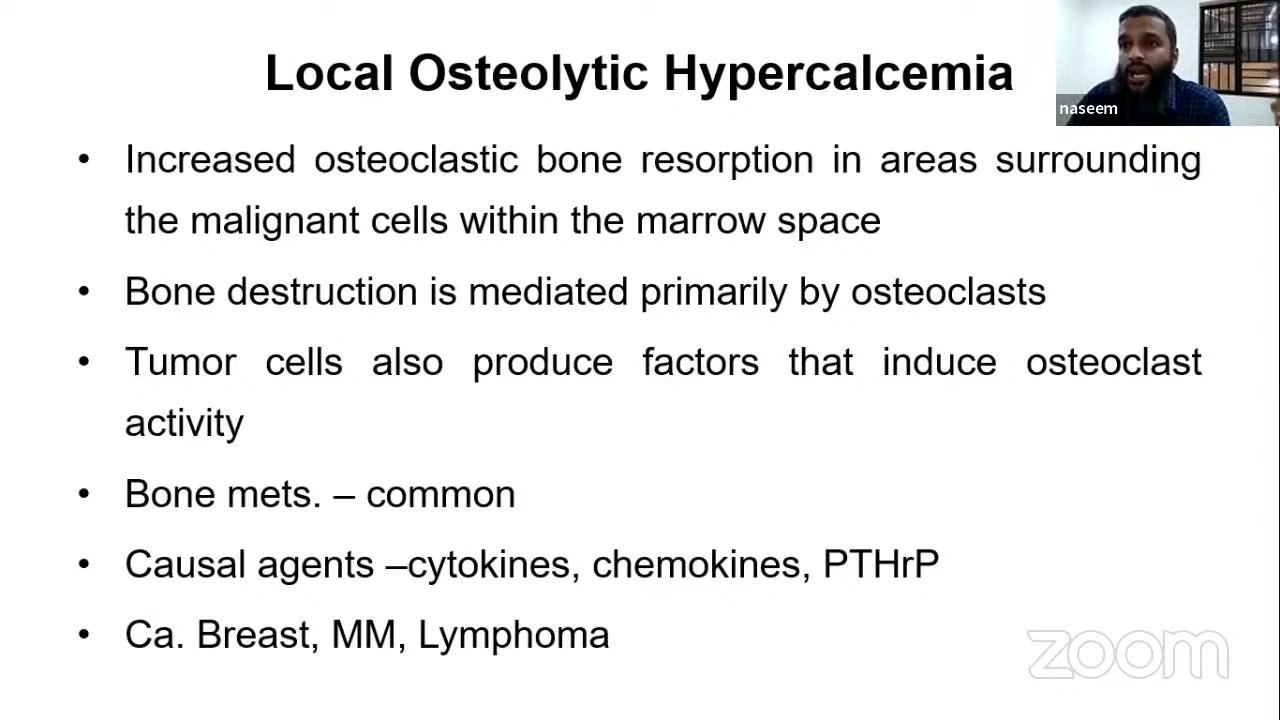 Local Osteolytic Hypercalcemia
naseem
• Increased osteoclastic bone resorption in areas surrounding
the malignant cells within the marrow space
• Bone destruction is mediated primarily by osteoclasts
• Tumor cells also produce factors that induce osteoclast
activity
• Bone mets. – common
• Causal agents –cytokines, chemokines, PTHrP
• Ca. Breast, MM, Lymphoma
zoom